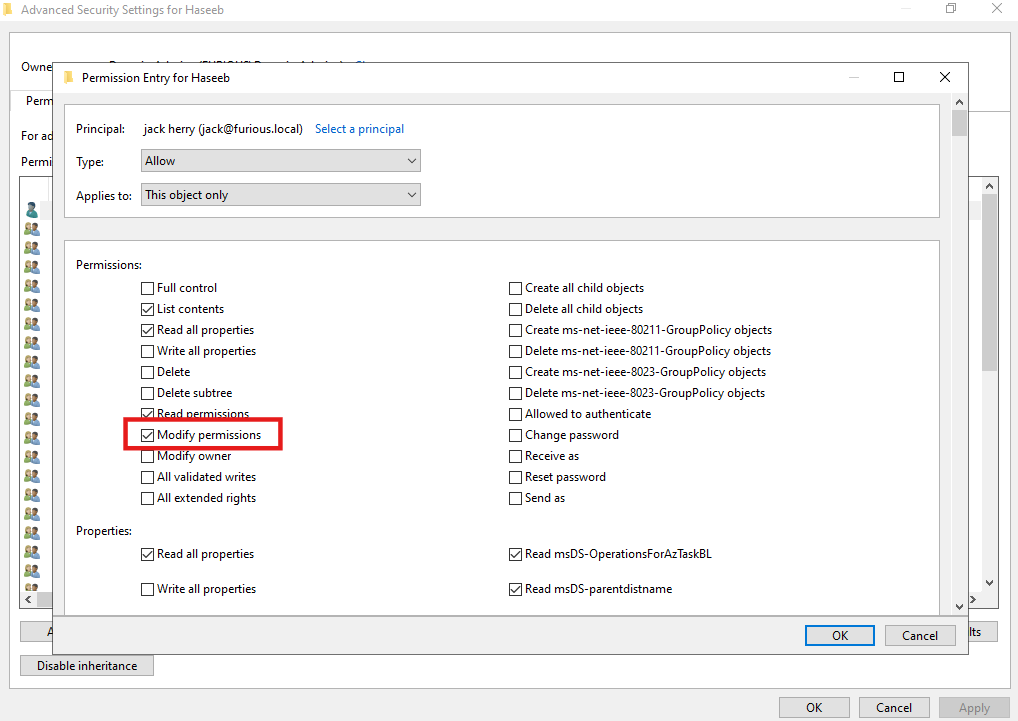 Advanced Security Settings for Haseeb
Owne
Permission Entry for Haseeb
Perm
For ad
Permi
Principal: jack herry (jack@furious.local) Select a principal
Type: Allow
Applies to: This object only
Permissions:
Full control
List contents
Read all properties
Write all properties
Delete
Delete subtree
Read permissions
Modify permissions
Modify owner
All validated writes
All extended rights
Create all child objects
Delete all child objects
Create ms-net-ieee-80211-GroupPolicy objects
Delete ms-net-ieee-80211-GroupPolicy objects
Create ms-net-ieee-8023-GroupPolicy objects
Delete ms-net-ieee-8023-GroupPolicy objects
Allowed to authenticate
Change password
Receive as
Reset password
Send as
Properties:
Read all properties
Write all properties
Read msDS-OperationsForAzTaskBL
Read msDS-parentdistname
OK Cancel
A
lts
Disable inheritance
OK Cancel Apply